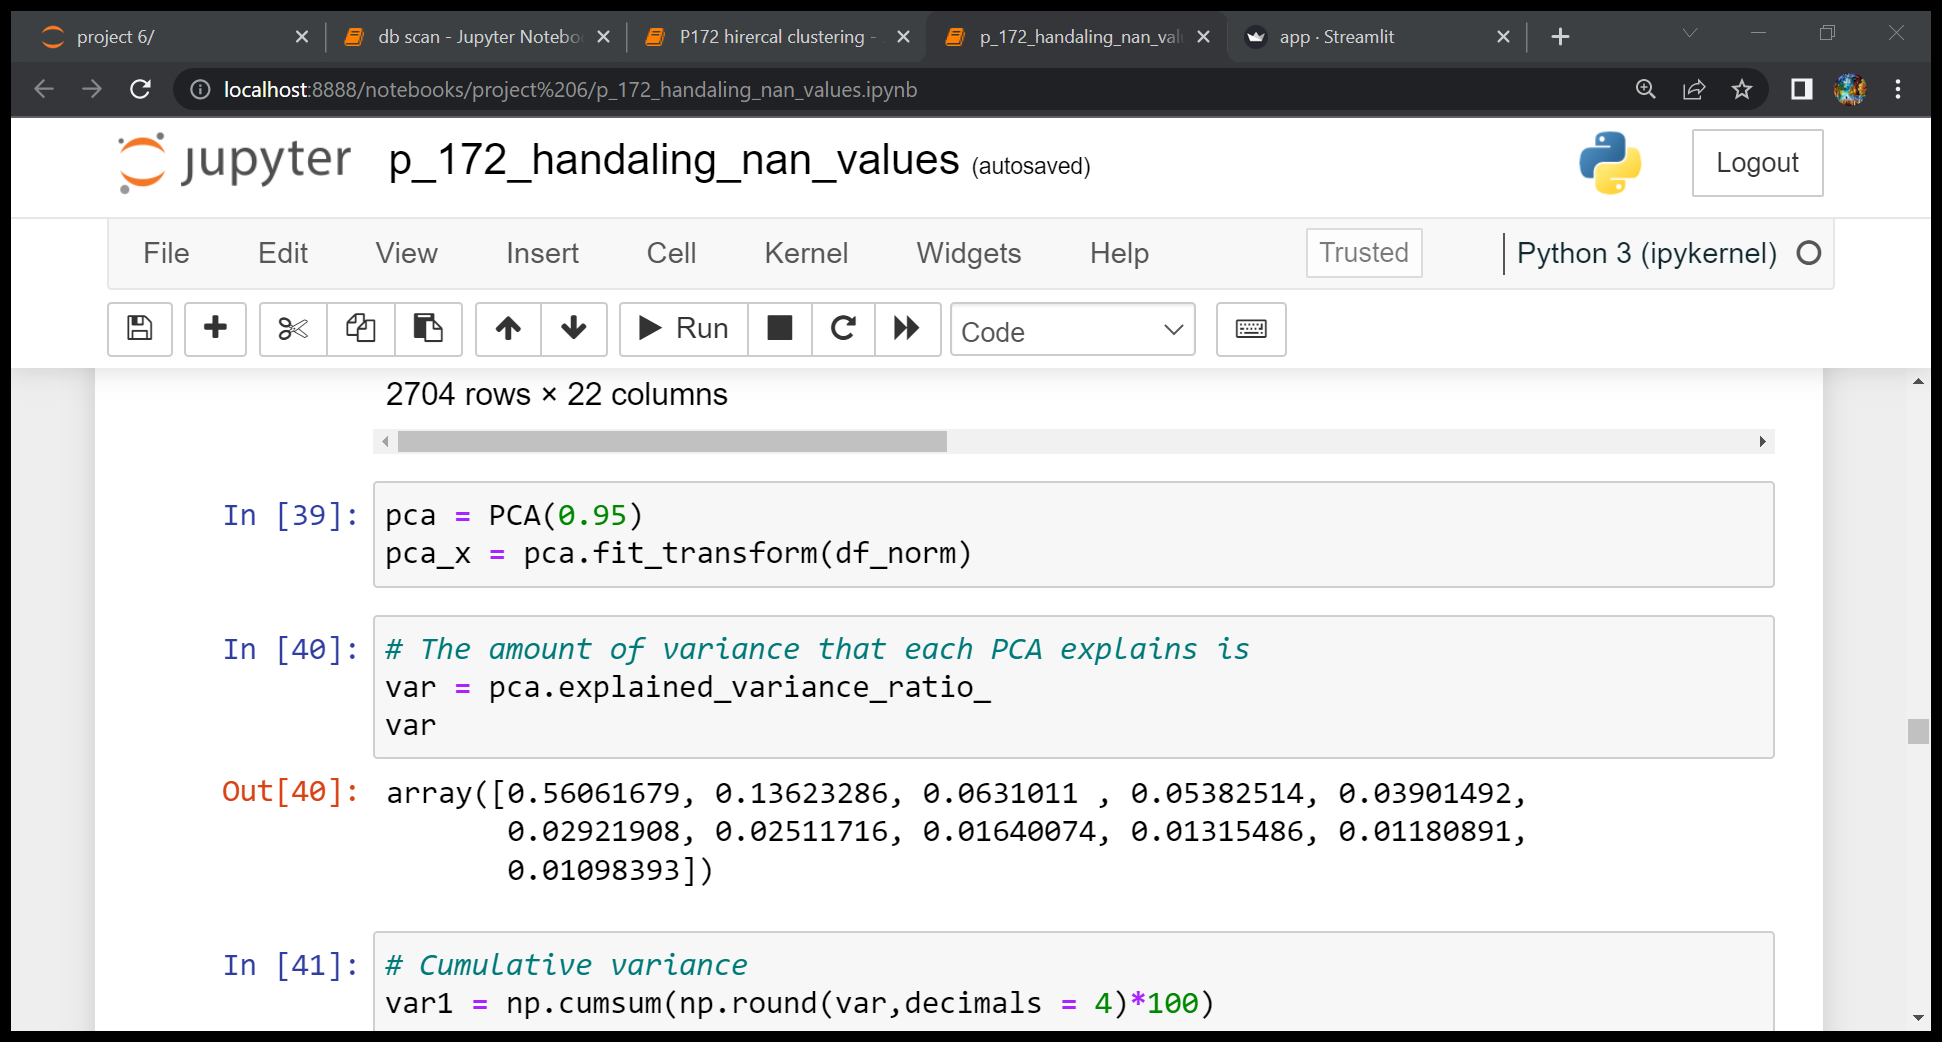 project 6/
db scan - Jupyter Notebo
P172 hirercal clustering -
p_172_handaling_nan_val
app · Streamlit
localhost:8888/notebooks/project%206/p_172_handaling_nan_values.ipynb
jupyter p_172_handaling_nan_values (autosaved)
Logout
File Edit View Insert Cell Kernel Widgets Help Trusted Python 3 (ipykernel)
Run Code
2704 rows × 22 columns
In [39]: pca = PCA(0.95)
pca_x = pca.fit_transform(df_norm)
In [40]: # The amount of variance that each PCA explains is
var = pca.explained_variance_ratio_
var
Out[40]: array([0.56061679, 0.13623286, 0.0631011 , 0.05382514, 0.03901492,
0.02921908, 0.02511716, 0.01640074, 0.01315486, 0.01180891,
0.01098393])
In [41]: # Cumulative variance
var1 = np.cumsum(np.round(var,decimals = 4)*100)